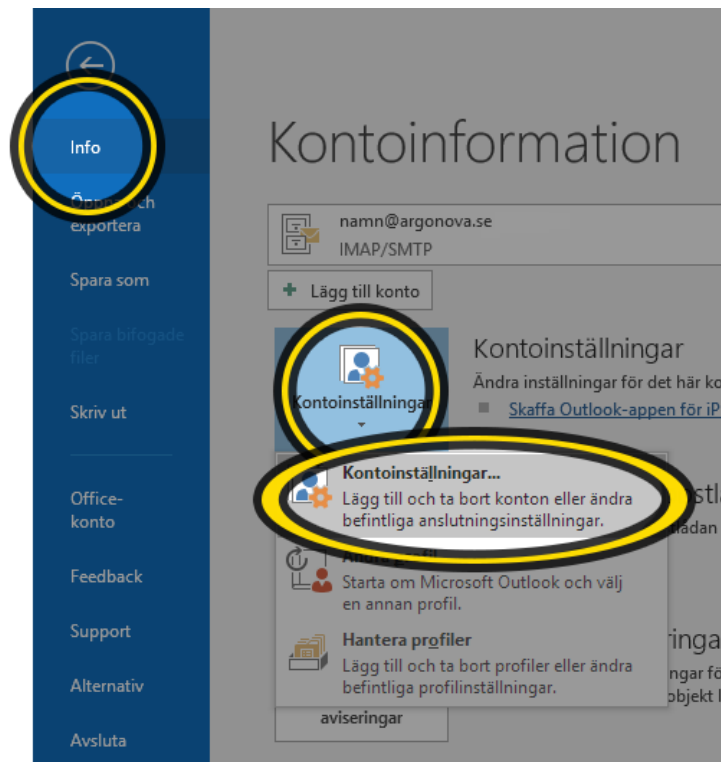 Info
Öppna och
exportera
Spara som
Spara bifogade
filer
Skriv ut
Office-
konto
Feedback
Support
Alternativ
Avsluta
Kontoinformation
namn@argonova.se
IMAP/SMTP
Lägg till konto
Kontoinställningar
Kontoinställningar
Ändra inställningar för det här
Skaffa Outlook-appen för
Kontoinställningar...
Lägg till och ta bort konton eller ändra
befintliga anslutningsinställningar.
Starta om Microsoft Outlook och välj
en annan profil.
Hantera profiler
Lägg till och ta bort profiler eller ändra
befintliga profilinställningar.
aviseringar